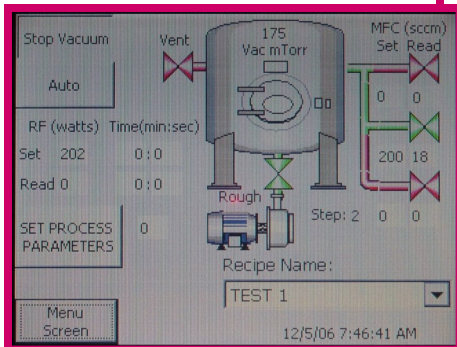 Stop Vacuum
Vent
175
Vac mTorr
MFC (sccm)
Set Read
Auto
0 0
RF (watts) Time(min:sec)
Set 202 0:0
200 18
Read 0 0:0
Rough
SET PROCESS
PARAMETERS
0
Step: 2 0 0
Recipe Name:
TEST 1
Menu
Screen
12/5/06 7:46:41 AM